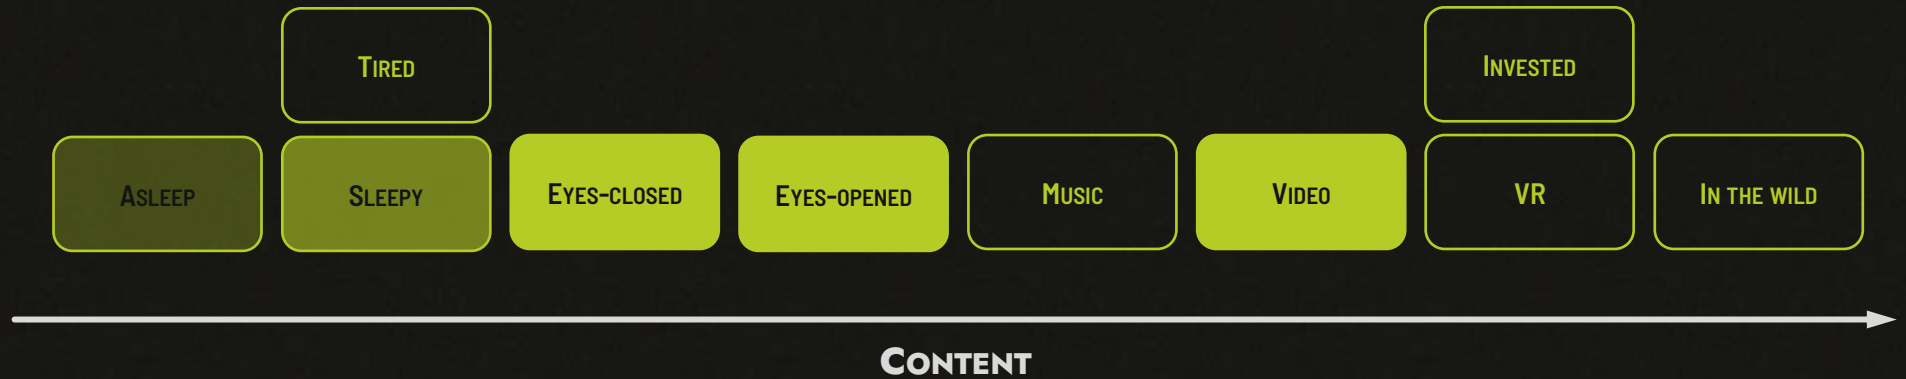 Tired
Invested
Asleep
Sleepy
Eyes-closed
Eyes-opened
Music
Video
VR
In the wild
Content